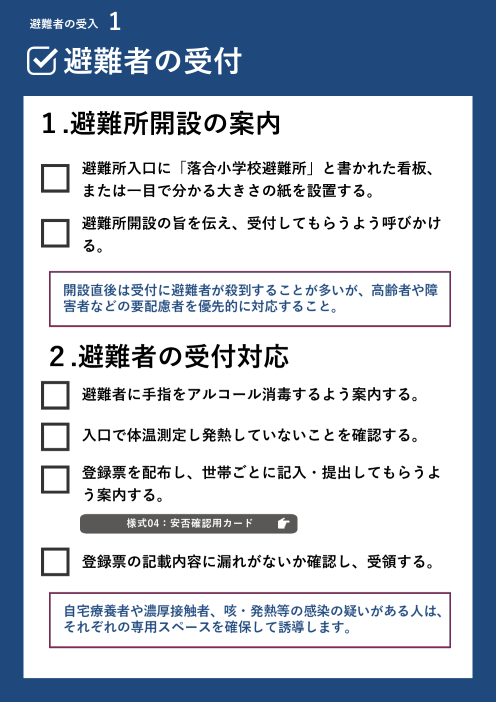 避難者の受入 1
避難者の受付
１.避難所開設の案内
避難所入口に「落合小学校避難所」と書かれた看板、
または一目で分かる大きさの紙を設置する。
避難所開設の旨を伝え、受付してもらうよう呼びかけ
る。
開設直後は受付に避難者が殺到することが多いが、高齢者や障
害者などの要配慮者を優先的に対応すること。
２.避難者の受付対応
避難者に手指をアルコール消毒するよう案内する。
入口で体温測定し発熱していないことを確認する。
登録票を配布し、世帯ごとに記入・提出してもらうよ
う案内する。
様式04：安否確認用カード
登録票の記載内容に漏れがないか確認し、受領する。
自宅療養者や濃厚接触者、咳・発熱等の感染の疑いがある人は、
それぞれの専用スペースを確保して誘導します。